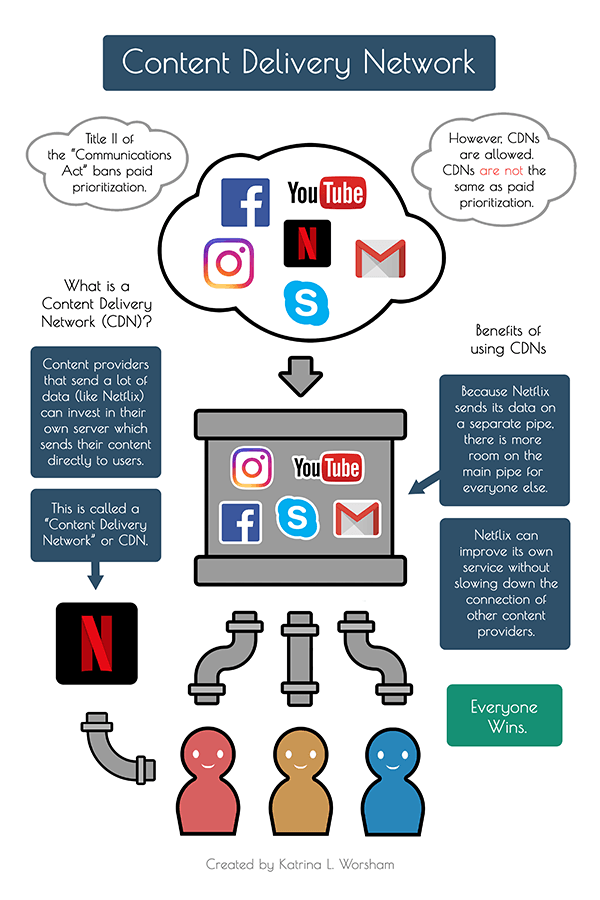 Content Delivery Network
Title II of
the "Communications
Act" bans paid
prioritization.
However, CDNs
are allowed.
CDNs are not the
same as paid
prioritization.
YouTube
What is a
Content Delivery
Network (CDN)?
Content providers
that send a lot of
data (like Netflix)
can invest in their
own server which
sends their content
directly to users.
This is called a
"Content Delivery
Network" or CDN.
YouTube
Benefits of
using CDNs
Because Netflix
sends its data on
a separate pipe,
there is more
room on the
main pipe for
everyone else.
Netflix can
improve its own
service without
slowing down the
connection of
other content
providers.
Everyone
Wins.
Created by Katrina L. Worsham